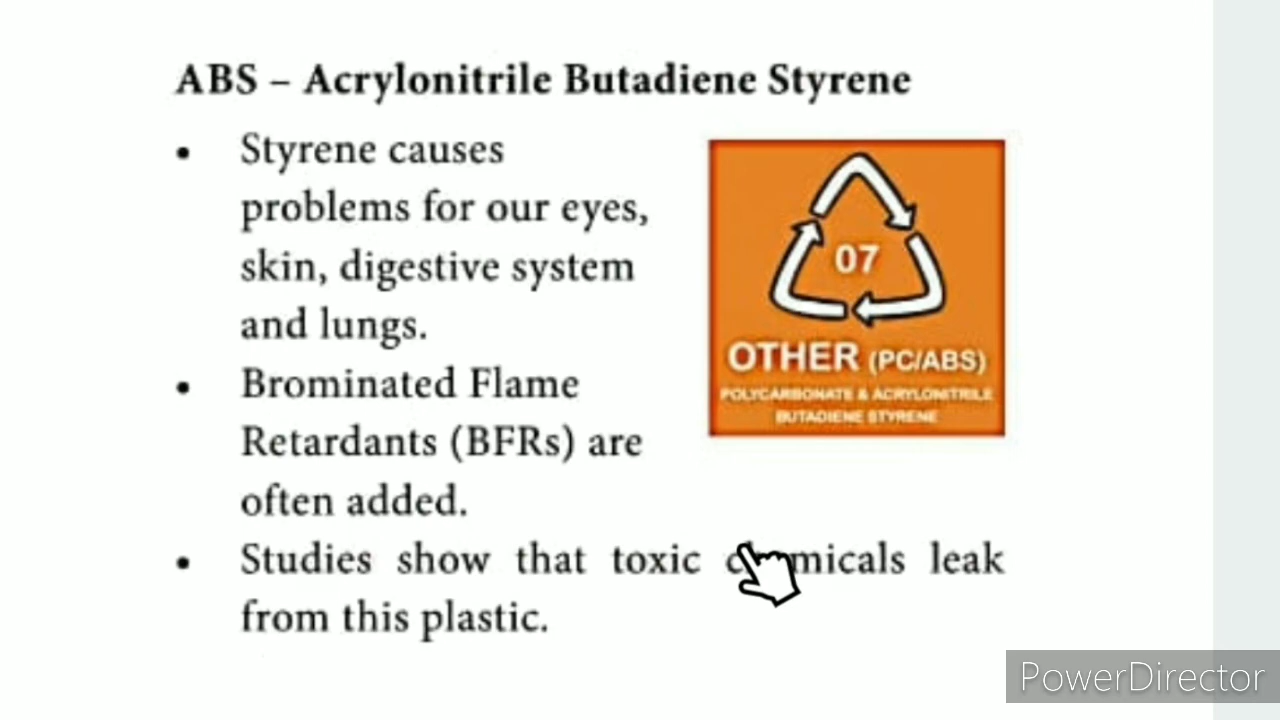 ABS – Acrylonitrile Butadiene Styrene
• Styrene causes
problems for our eyes,
skin, digestive system
and lungs.
07
OTHER (PC/ABS)
POLYCARBONATE & ACRYLONITRILE
BUTADIENE STYRENE
• Brominated Flame
Retardants (BFRs) are
often added.
• Studies show that toxic chemicals leak
from this plastic.
PowerDirector